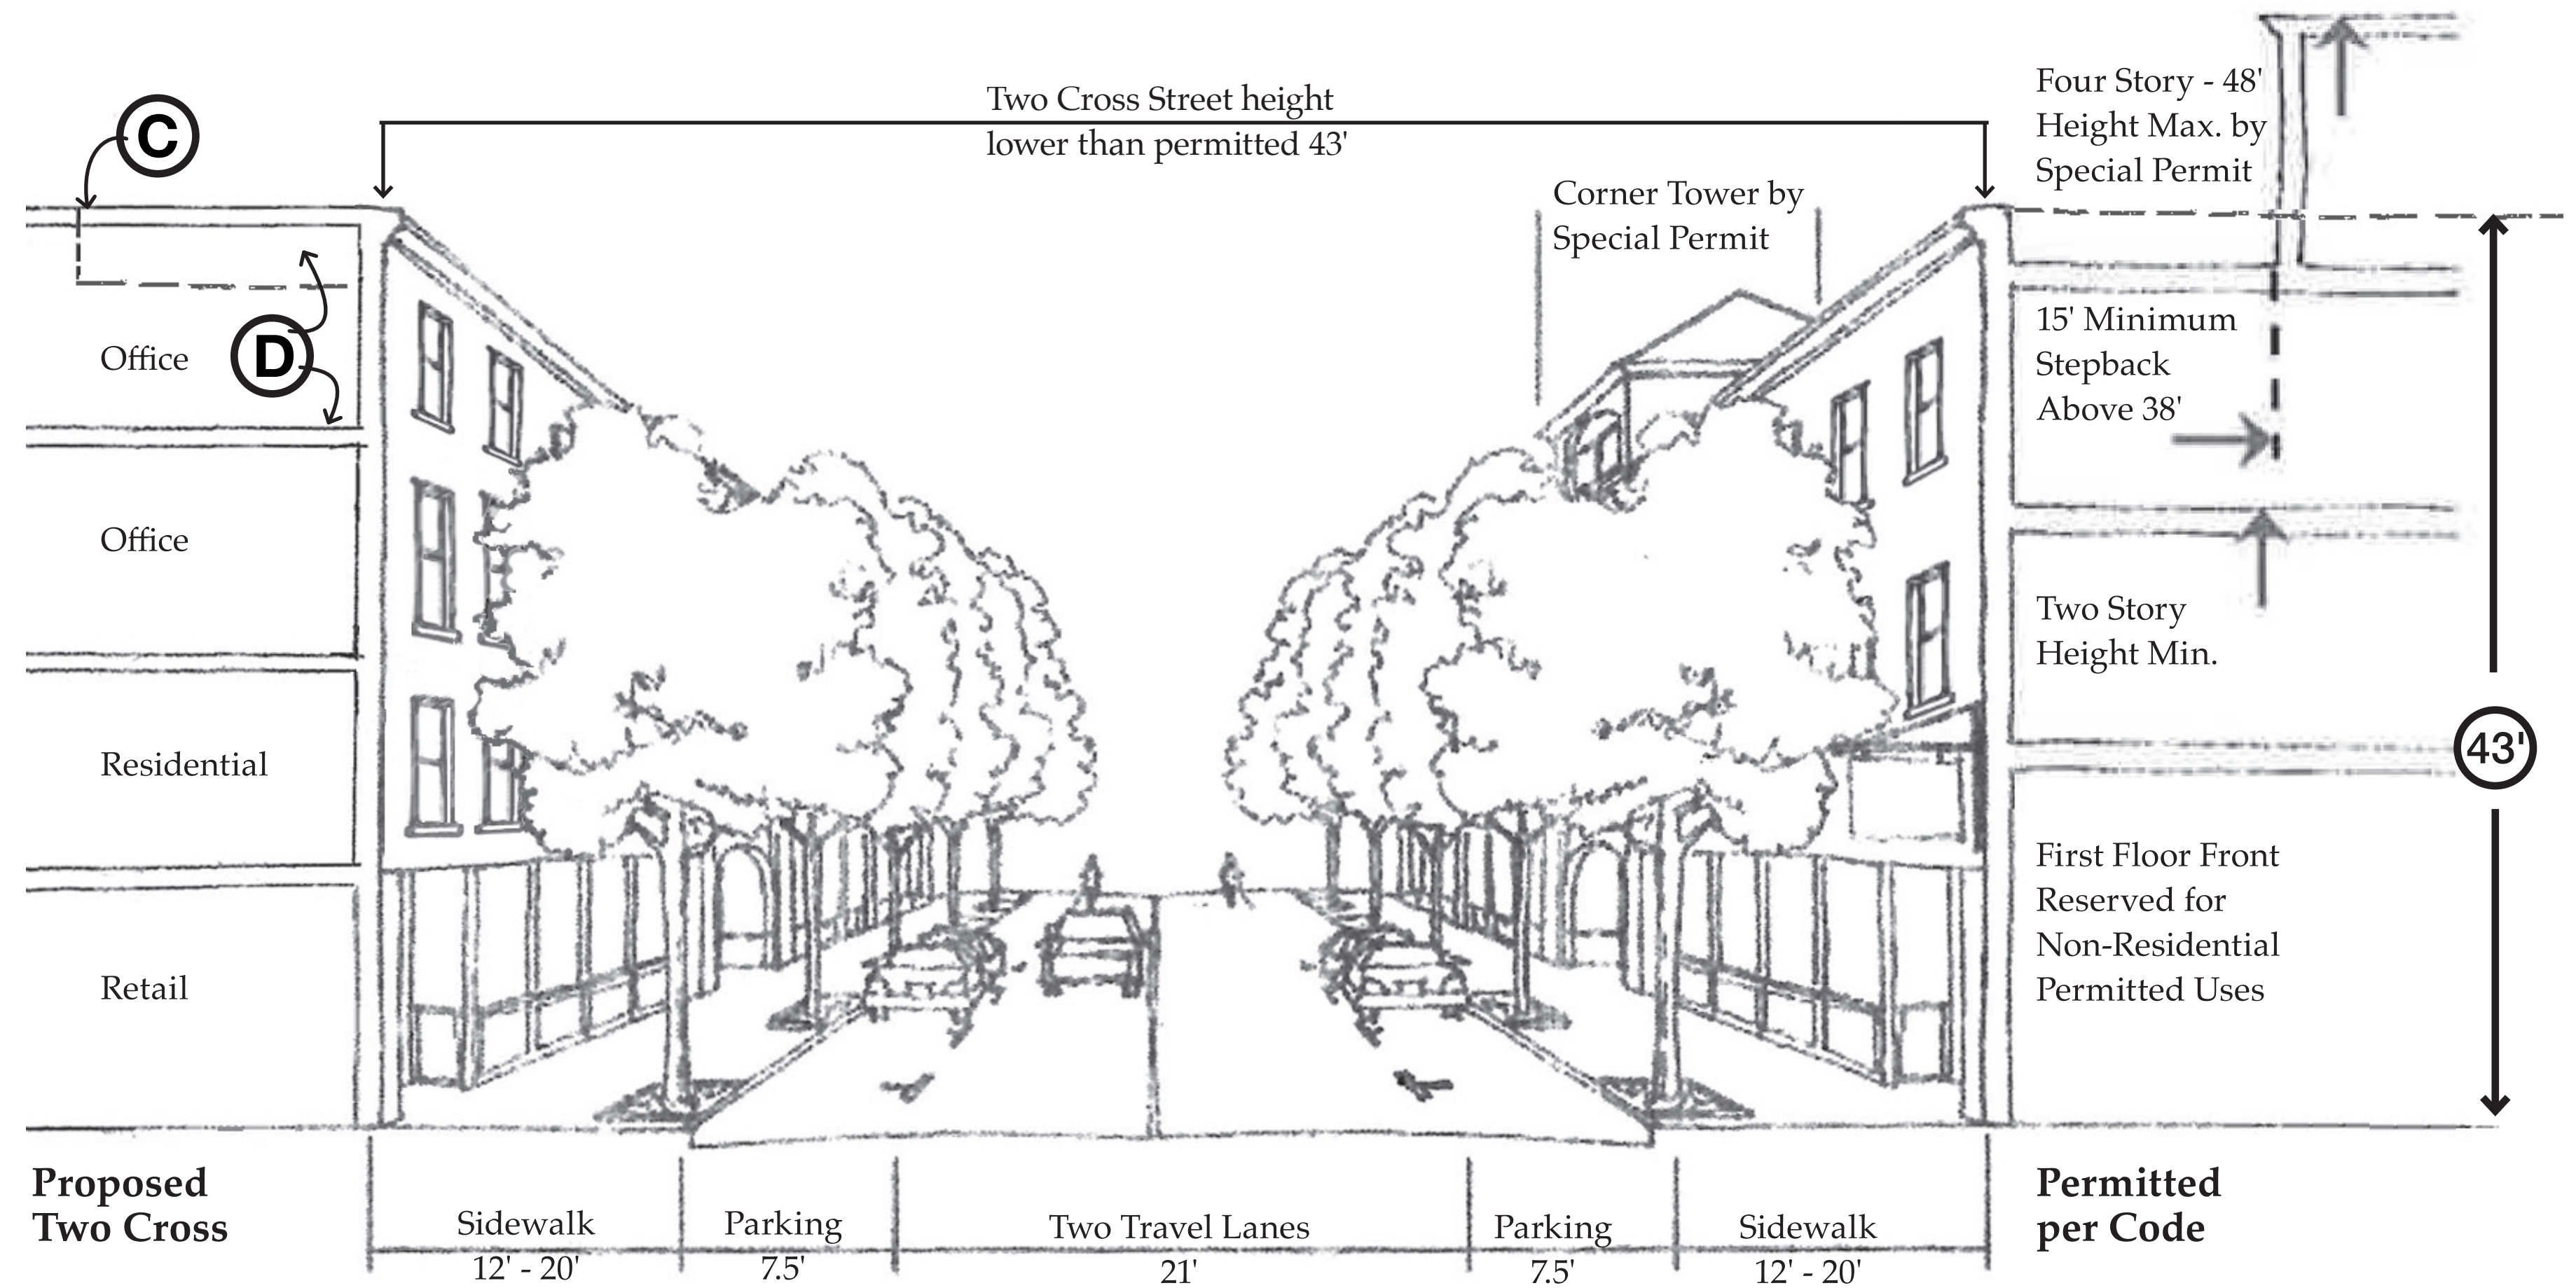 C
Two Cross Street height
lower than permitted 43'
Four Story - 48'
Height Max. by
Special Permit
Corner Tower by
Special Permit
D
Office
15' Minimum
Stepback
Above 38'
Office
Two Story
Height Min.
Residential
43'
First Floor Front
Reserved for
Non-Residential
Permitted Uses
Retail
Proposed
Two Cross
Permitted
per Code
Sidewalk
12' - 20'
Parking
7.5'
Two Travel Lanes
21'
Parking
7.5'
Sidewalk
12' - 20'